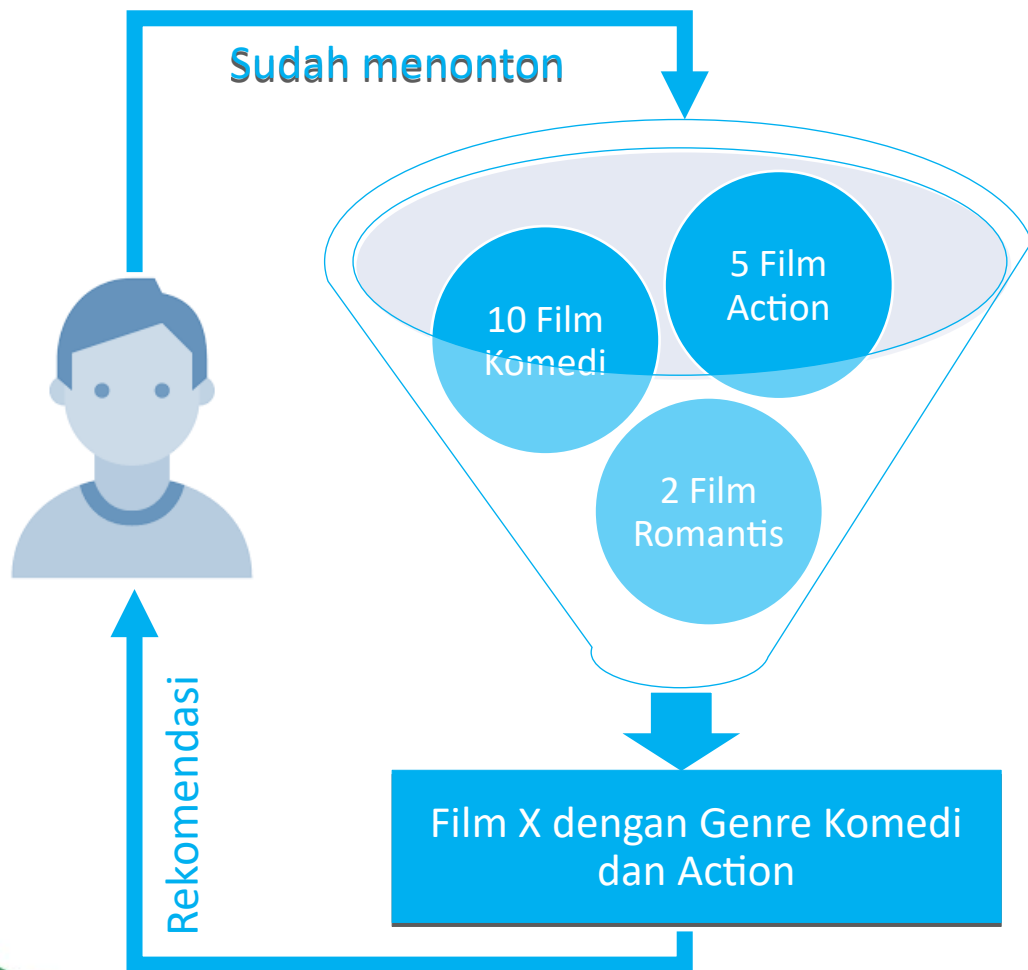 Sudah menonton
5 Film
Action
10 Film
Komedi
2 Film
Romantis
Film X dengan Genre Komedi
dan Action
Rekomendasi